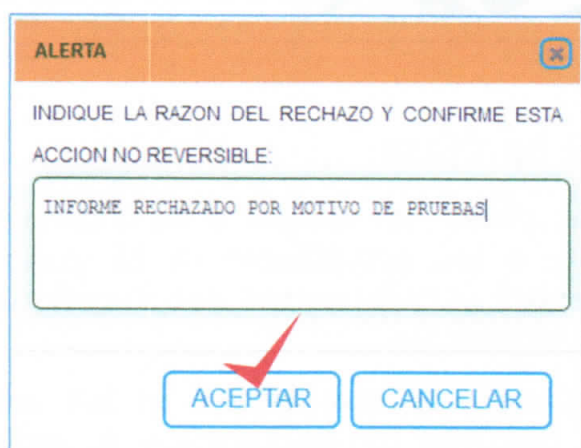 ALERTA
INDIQUE LA RAZON DEL RECHAZO Y CONFIRME ESTA
ACCION NO REVERSIBLE:
INFORME RECHAZADO POR MOTIVO DE PRUEBAS
ACEPTAR CANCELAR